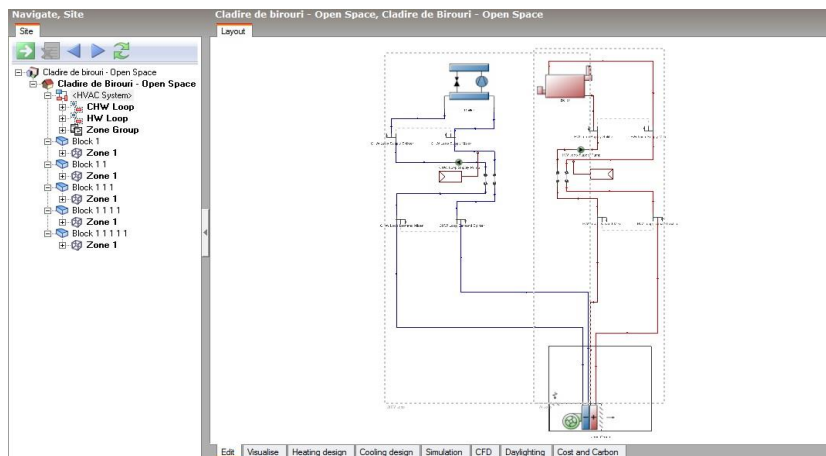 Navigate, Site
Cladire de birouri - Open Space, Cladire de Birouri - Open Space
Site
Layout
Cladire de birouri - Open Space
Cladire de Birouri - Open Space
<HVAC System>
CHW Loop
HW Loop
Zone Group
Block 1
Zone 1
Block 1 1
Zone 1
Block 1 1 1
Zone 1
Block 1 1 1 1
Zone 1
Block 1 1 1 1 1
Zone 1
Edit Visualise Heating design Cooling design Simulation CFD Daylighting Cost and Carbon